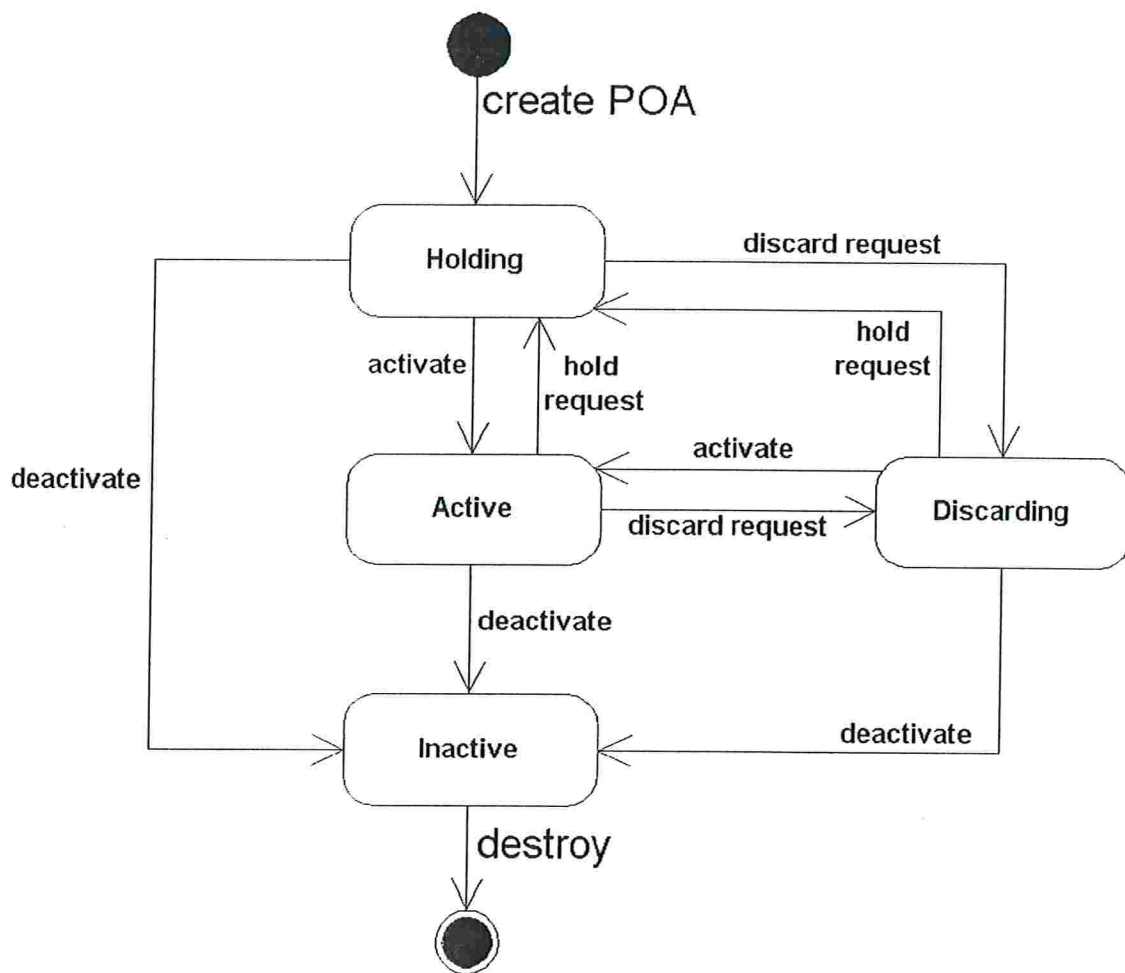 create POA
Holding
discard request
activate
hold
request
hold
request
deactivate
activate
Active
discard request
Discarding
deactivate
Inactive
deactivate
destroy